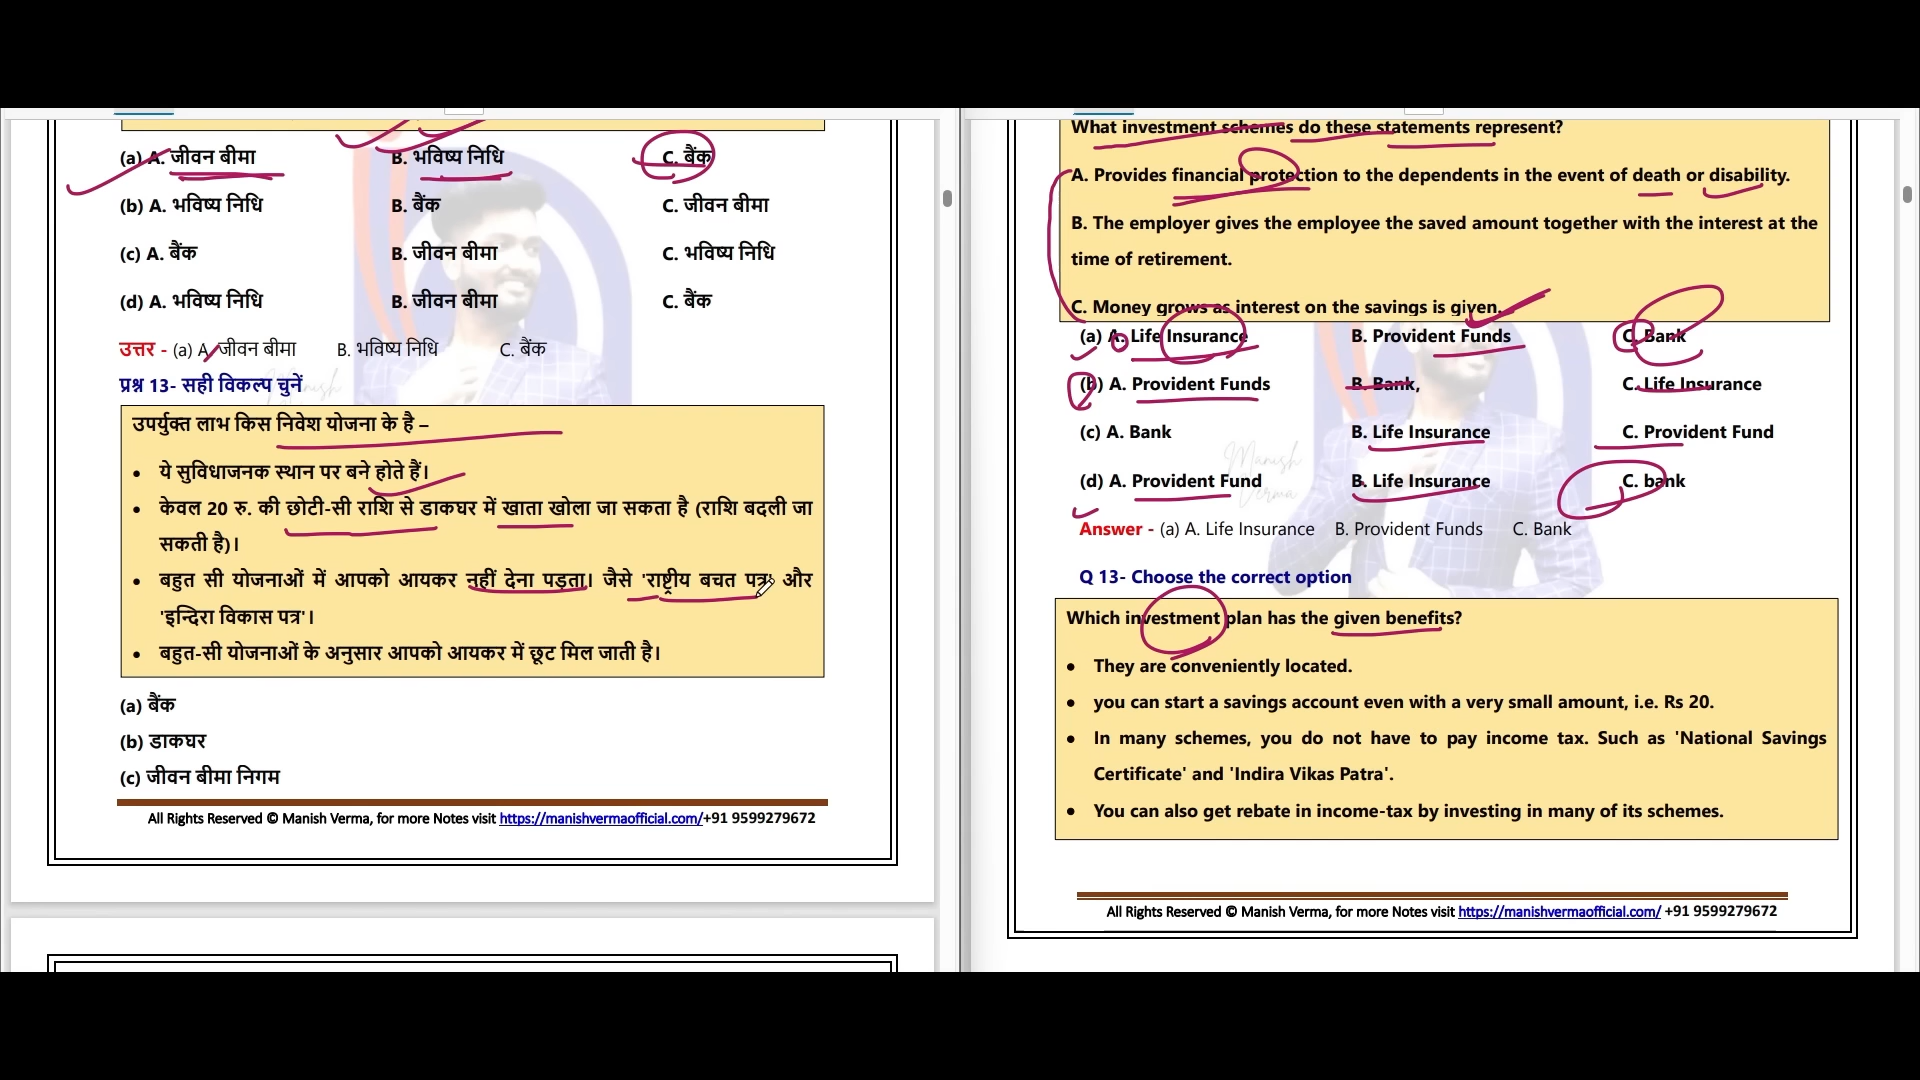 (a) A. जीवन बीमा B. भविष्य निधि C. बैंक
(b) A. भविष्य निधि B. बैंक C. जीवन बीमा
(c) A. बैंक B. जीवन बीमा C. भविष्य निधि
(d) A. भविष्य निधि B. जीवन बीमा C. बैंक
उत्तर - (a) A. जीवन बीमा B. भविष्य निधि C. बैंक
प्रश्न 13- सही विकल्प चुनें
उपर्युक्त लाभ किस निवेश योजना के है –
• ये सुविधाजनक स्थान पर बने होते हैं।
• केवल 20 रु. की छोटी-सी राशि से डाकघर में खाता खोला जा सकता है (राशि बदली जा
सकती है)।
• बहुत सी योजनाओं में आपको आयकर नहीं देना पड़ता। जैसे 'राष्ट्रीय बचत पत्र' और
'इन्दिरा विकास पत्र'।
• बहुत-सी योजनाओं के अनुसार आपको आयकर में छूट मिल जाती है।
(a) बैंक
(b) डाकघर
(c) जीवन बीमा निगम
All Rights Reserved © Manish Verma, for more Notes visit https://manishvermaofficial.com/+91 9599279672
What investment schemes do these statements represent?
A. Provides financial protection to the dependents in the event of death or disability.
B. The employer gives the employee the saved amount together with the interest at the
time of retirement.
C. Money grows as interest on the savings is given.
(a) A. Life Insurance B. Provident Funds C. Bank
(b) A. Provident Funds B. Bank, C. Life Insurance
(c) A. Bank B. Life Insurance C. Provident Fund
(d) A. Provident Fund B. Life Insurance C. bank
Manish
Verma
Answer - (a) A. Life Insurance B. Provident Funds C. Bank
Q 13- Choose the correct option
Which investment plan has the given benefits?
• They are conveniently located.
• you can start a savings account even with a very small amount, i.e. Rs 20.
• In many schemes, you do not have to pay income tax. Such as 'National Savings
Certificate' and 'Indira Vikas Patra'.
• You can also get rebate in income-tax by investing in many of its schemes.
All Rights Reserved © Manish Verma, for more Notes visit https://manishvermaofficial.com/ +91 9599279672